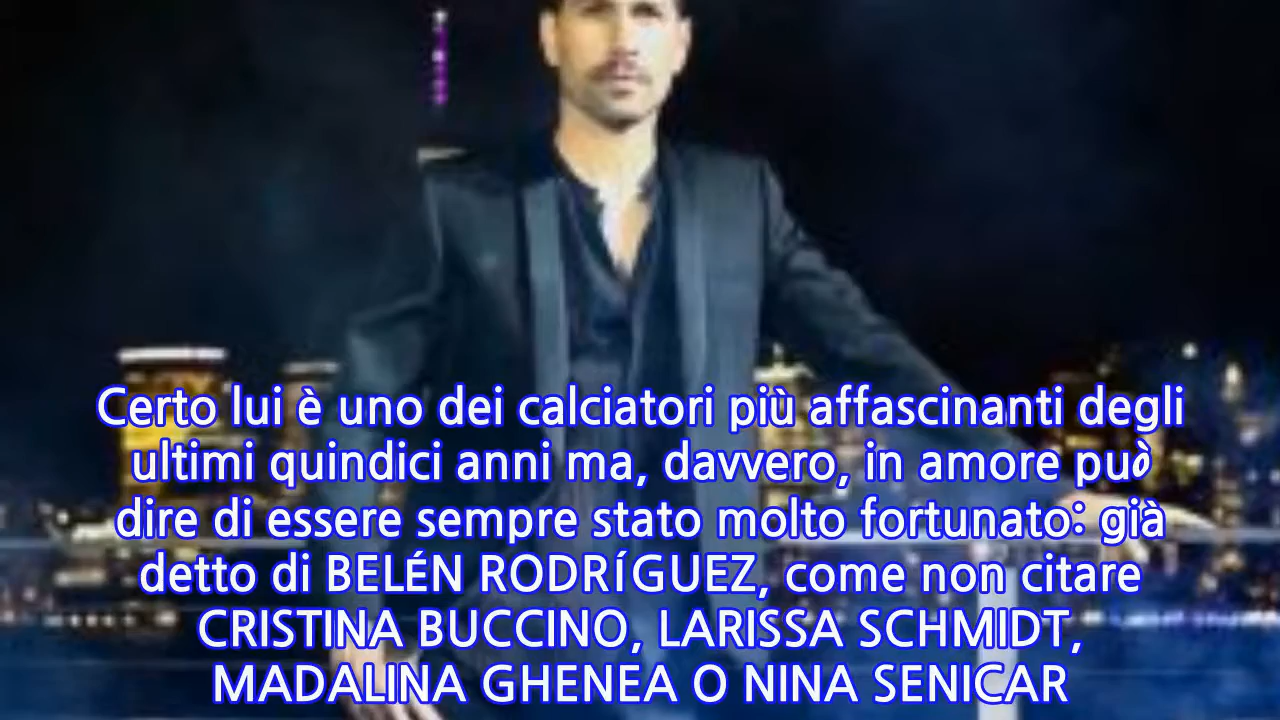 Certo lui è uno dei calciatori più affascinanti degli
ultimi quindici anni ma, davvero, in amore può
dire di essere sempre stato molto fortunato: già
detto di BELÉN RODRÍGUEZ, come non citare
CRISTINA BUCCINO, LARISSA SCHMIDT,
MADALINA GHENEA O NINA SENICAR